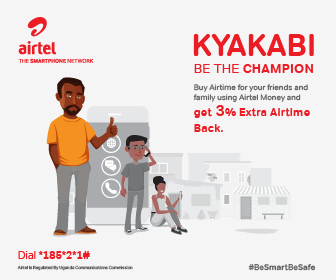 airtel
THE SMARTPHONE NETWORK
KYAKABI
BE THE CHAMPION
Buy Airtime for your friends and
family using Airtel Money and
get 3% Extra Airtime
Back.
Dial *185*2*1#
Airtel is Regulated By Uganda Communications Commission
#BeSmartBeSafe